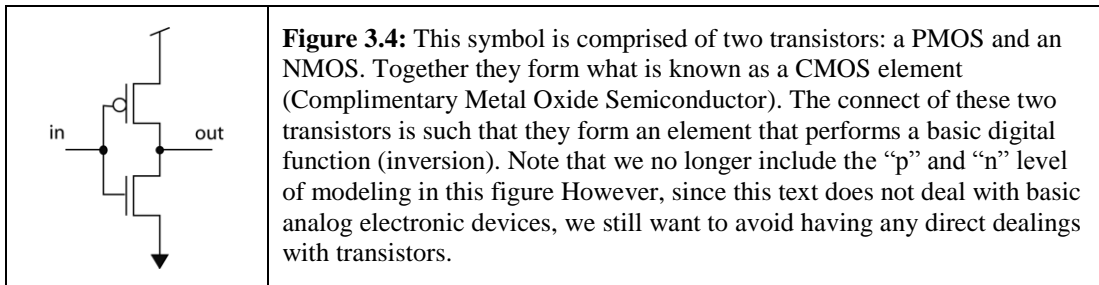 in
out
Figure 3.4: This symbol is comprised of two transistors: a PMOS and an
NMOS. Together they form what is known as a CMOS element
(Complimentary Metal Oxide Semiconductor). The connect of these two
transistors is such that they form an element that performs a basic digital
function (inversion). Note that we no longer include the “p” and “n” level
of modeling in this figure However, since this text does not deal with basic
analog electronic devices, we still want to avoid having any direct dealings
with transistors.